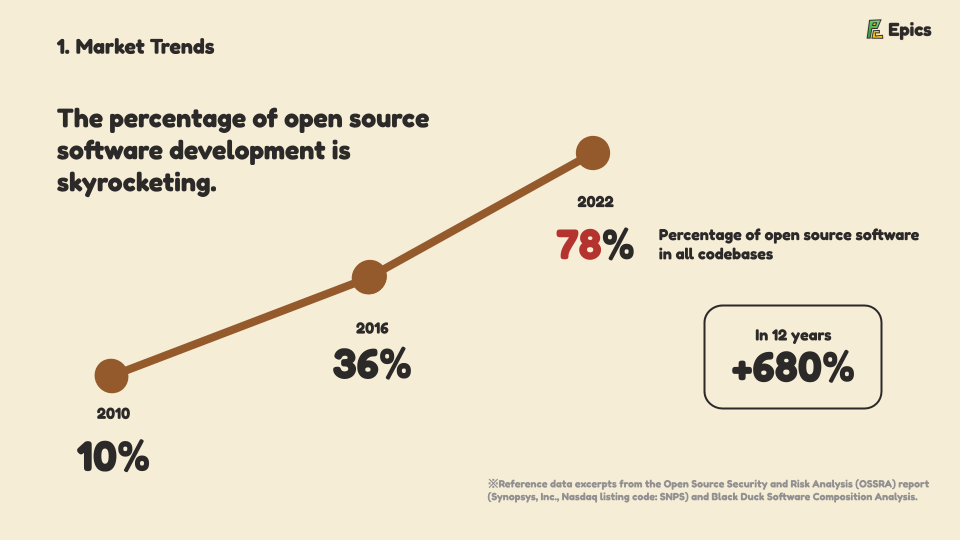 1. Market Trends
Epics
The percentage of open source
software development is
skyrocketing.
2022
78%
Percentage of open source software
in all codebases
2016
36%
In 12 years
+680%
2010
10%
※Reference data excerpts from the Open Source Security and Risk Analysis (OSSRA) report
(Synopsys, Inc., Nasdaq listing code: SNPS) and Black Duck Software Composition Analysis.